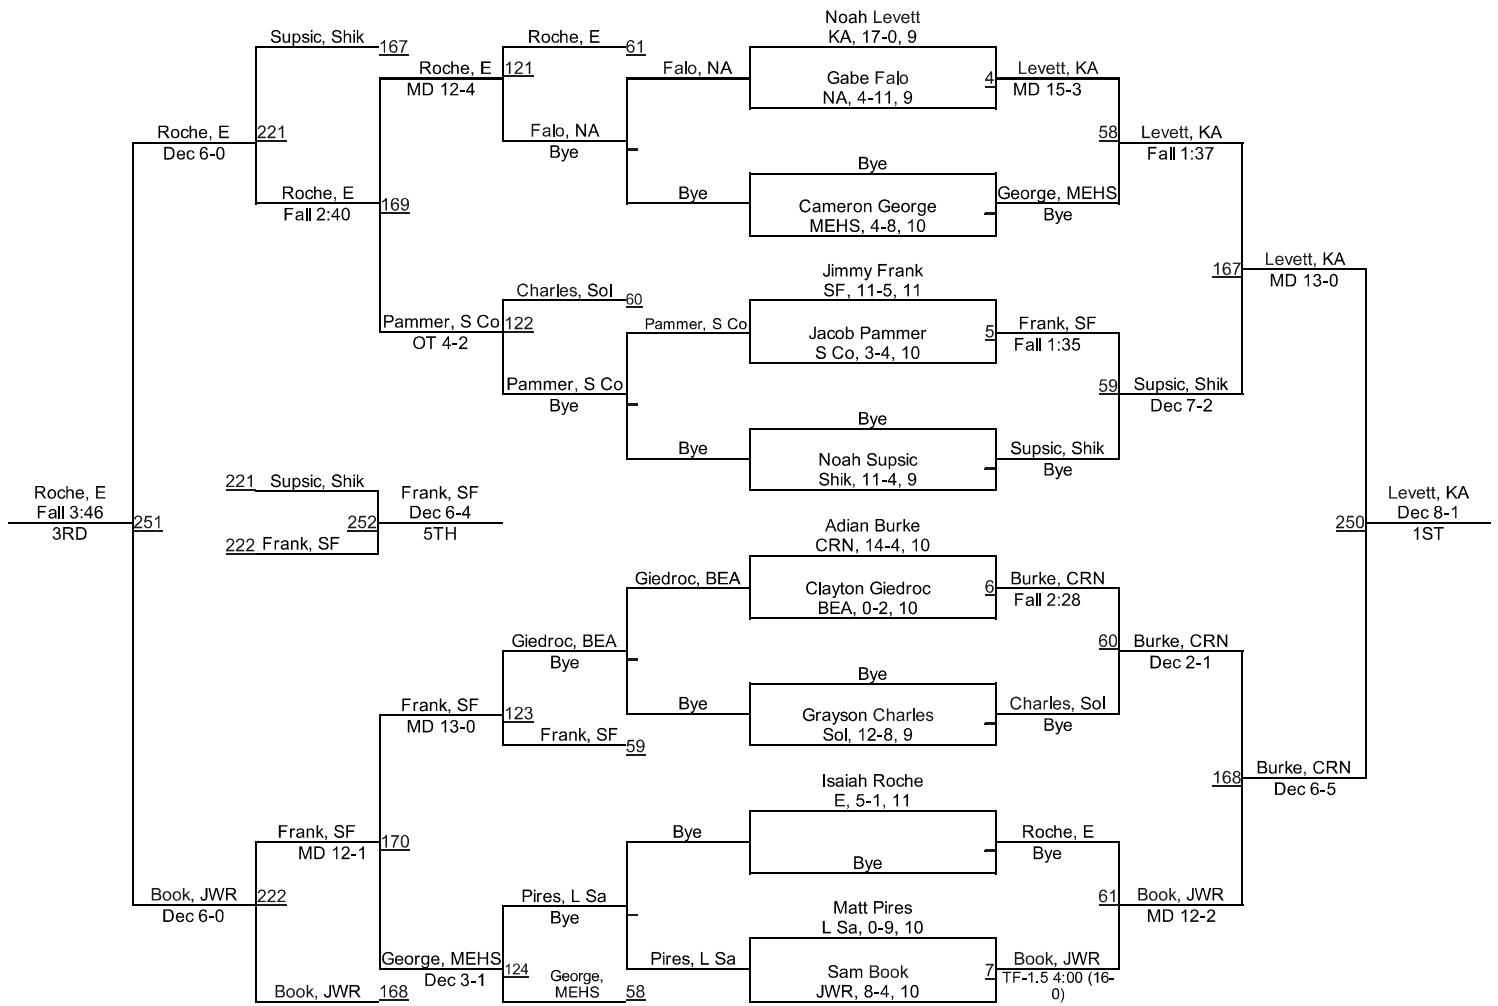 Noah Levett
KA, 17-0, 9
Supsic, Shik
167
Roche, E
61
Roche, E
121
MD 12-4
Falo, NA
Gabe Falo
NA, 4-11, 9
4
Levett, KA
MD 15-3
Roche, E
221
Dec 6-0
Falo, NA
Bye
58
Levett, KA
Fall 1:37
Bye
Roche, E
Fall 2:40
169
Bye
Cameron George
MEHS, 4-8, 10
George, MEHS
Bye
Jimmy Frank
SF, 11-5, 11
167
Levett, KA
MD 13-0
Charles, Sol
60
Pammer, S Co
122
OT 4-2
Pammer, S Co
Jacob Pammer
S Co, 3-4, 10
5
Frank, SF
Fall 1:35
Pammer, S Co
Bye
59
Supsic, Shik
Dec 7-2
Bye
Bye
Noah Supsic
Shik, 11-4, 9
Supsic, Shik
Bye
Roche, E
Fall 3:46
3RD
251
221
Supsic, Shik
252
222
Frank, SF
Frank, SF
Dec 6-4
5TH
Levett, KA
Dec 8-1
1ST
250
Adian Burke
CRN, 14-4, 10
Giedroc, BEA
Clayton Giedroc
BEA, 0-2, 10
6
Burke, CRN
Fall 2:28
Giedroc, BEA
Bye
60
Burke, CRN
Dec 2-1
Bye
Frank, SF
MD 13-0
123
Bye
Grayson Charles
Sol, 12-8, 9
Charles, Sol
Bye
Frank, SF
59
Isaiah Roche
E, 5-1, 11
168
Burke, CRN
Dec 6-5
Frank, SF
MD 12-1
170
Bye
Bye
Roche, E
Bye
Book, JWR
222
Dec 6-0
Pires, L Sa
Bye
Matt Pires
L Sa, 0-9, 10
61
Book, JWR
MD 12-2
George, MEHS
Dec 3-1
124
Pires, L Sa
Sam Book
JWR, 8-4, 10
7
Book, JWR
TF-1.5 4:00 (16-
0)
Book, JWR
168
George,
MEHS
58